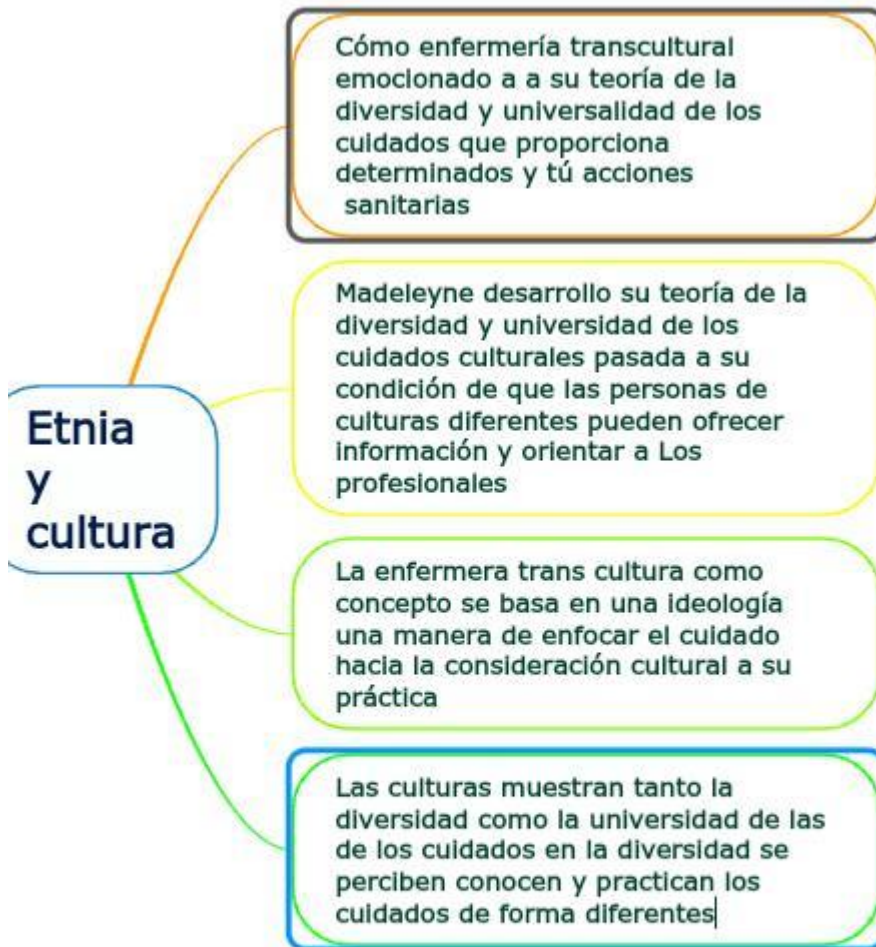 Cómo enfermería transcultural
emocionado a a su teoría de la
diversidad y universalidad de los
cuidados que proporciona
determinados y tú acciones
sanitarias
Madeleyne desarrollo su teoría de la
diversidad y universidad de los
cuidados culturales pasada a su
condición de que las personas de
culturas diferentes pueden ofrecer
información y orientar a Los
profesionales
Etnia
y
cultura
La enfermera trans cultura como
concepto se basa en una ideología
una manera de enfocar el cuidado
hacia la consideración cultural a su
práctica
Las culturas muestran tanto la
diversidad como la universidad de las
de los cuidados en la diversidad se
perciben conocen y practican los
cuidados de forma diferentes